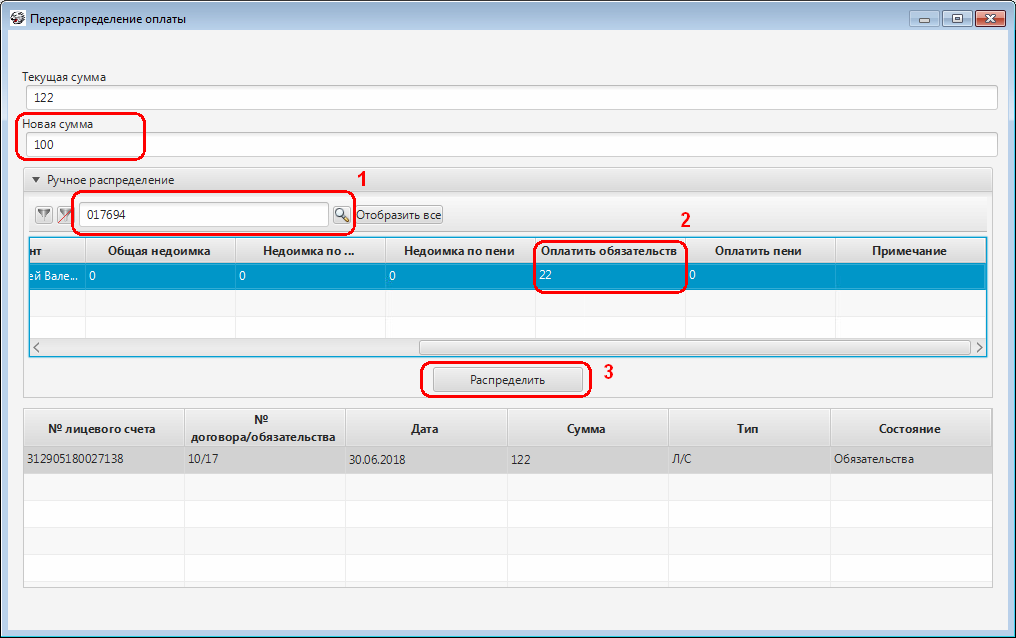 Перераспределение оплаты
Текущая сумма
122
Новая сумма
100
Ручное распределение
1
017694
Отобразить все
2
нт Общая недоимка Недоимка по ... Недоимка по пени Оплатить обязательств Оплатить пени Примечание
ей Вале... 0 0 0 22 0
Распределить
3
№ лицевого счета № договора/обязательства Дата Сумма Тип Состояние
312905180027138 10/17 30.06.2018 122 Л/С Обязательства